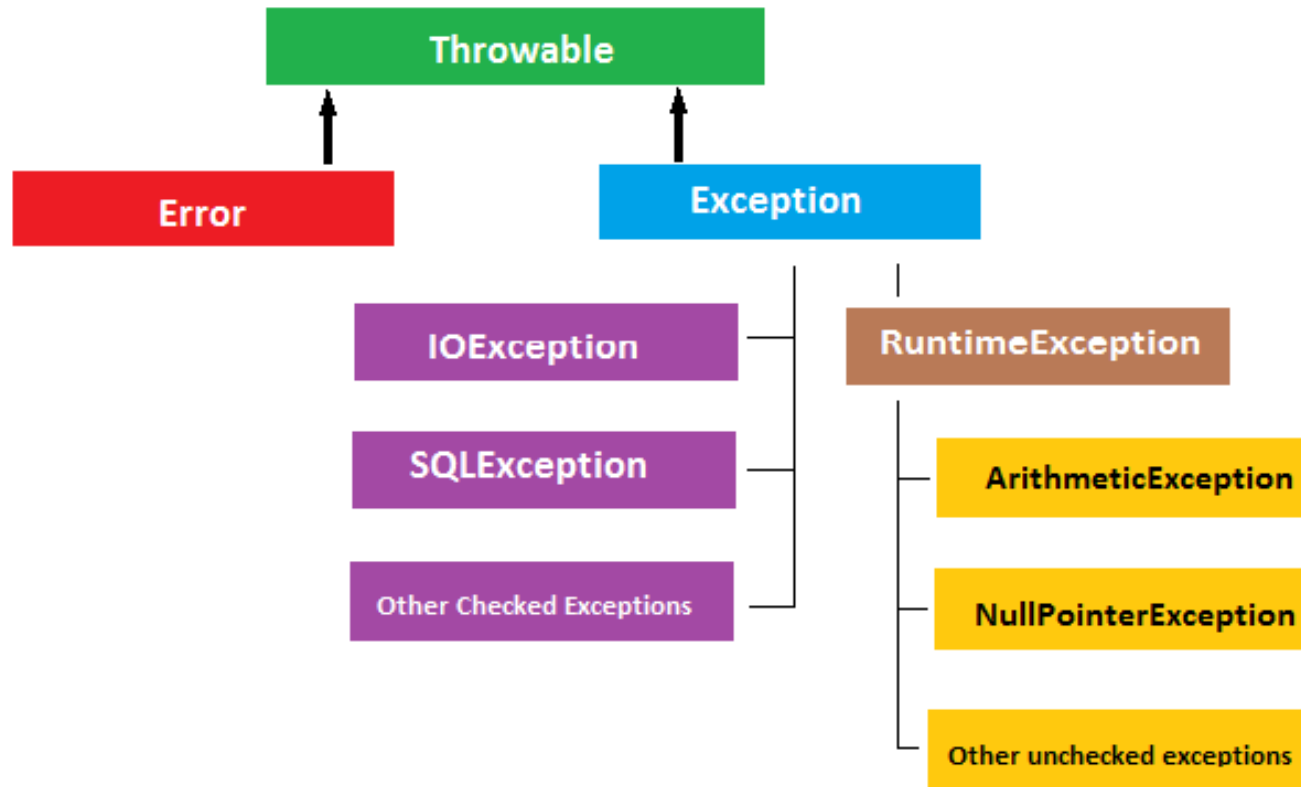 Throwable
Error
Exception
IOException
RuntimeException
SQLException
ArithmeticException
Other Checked Exceptions
NullPointerException
Other unchecked exceptions